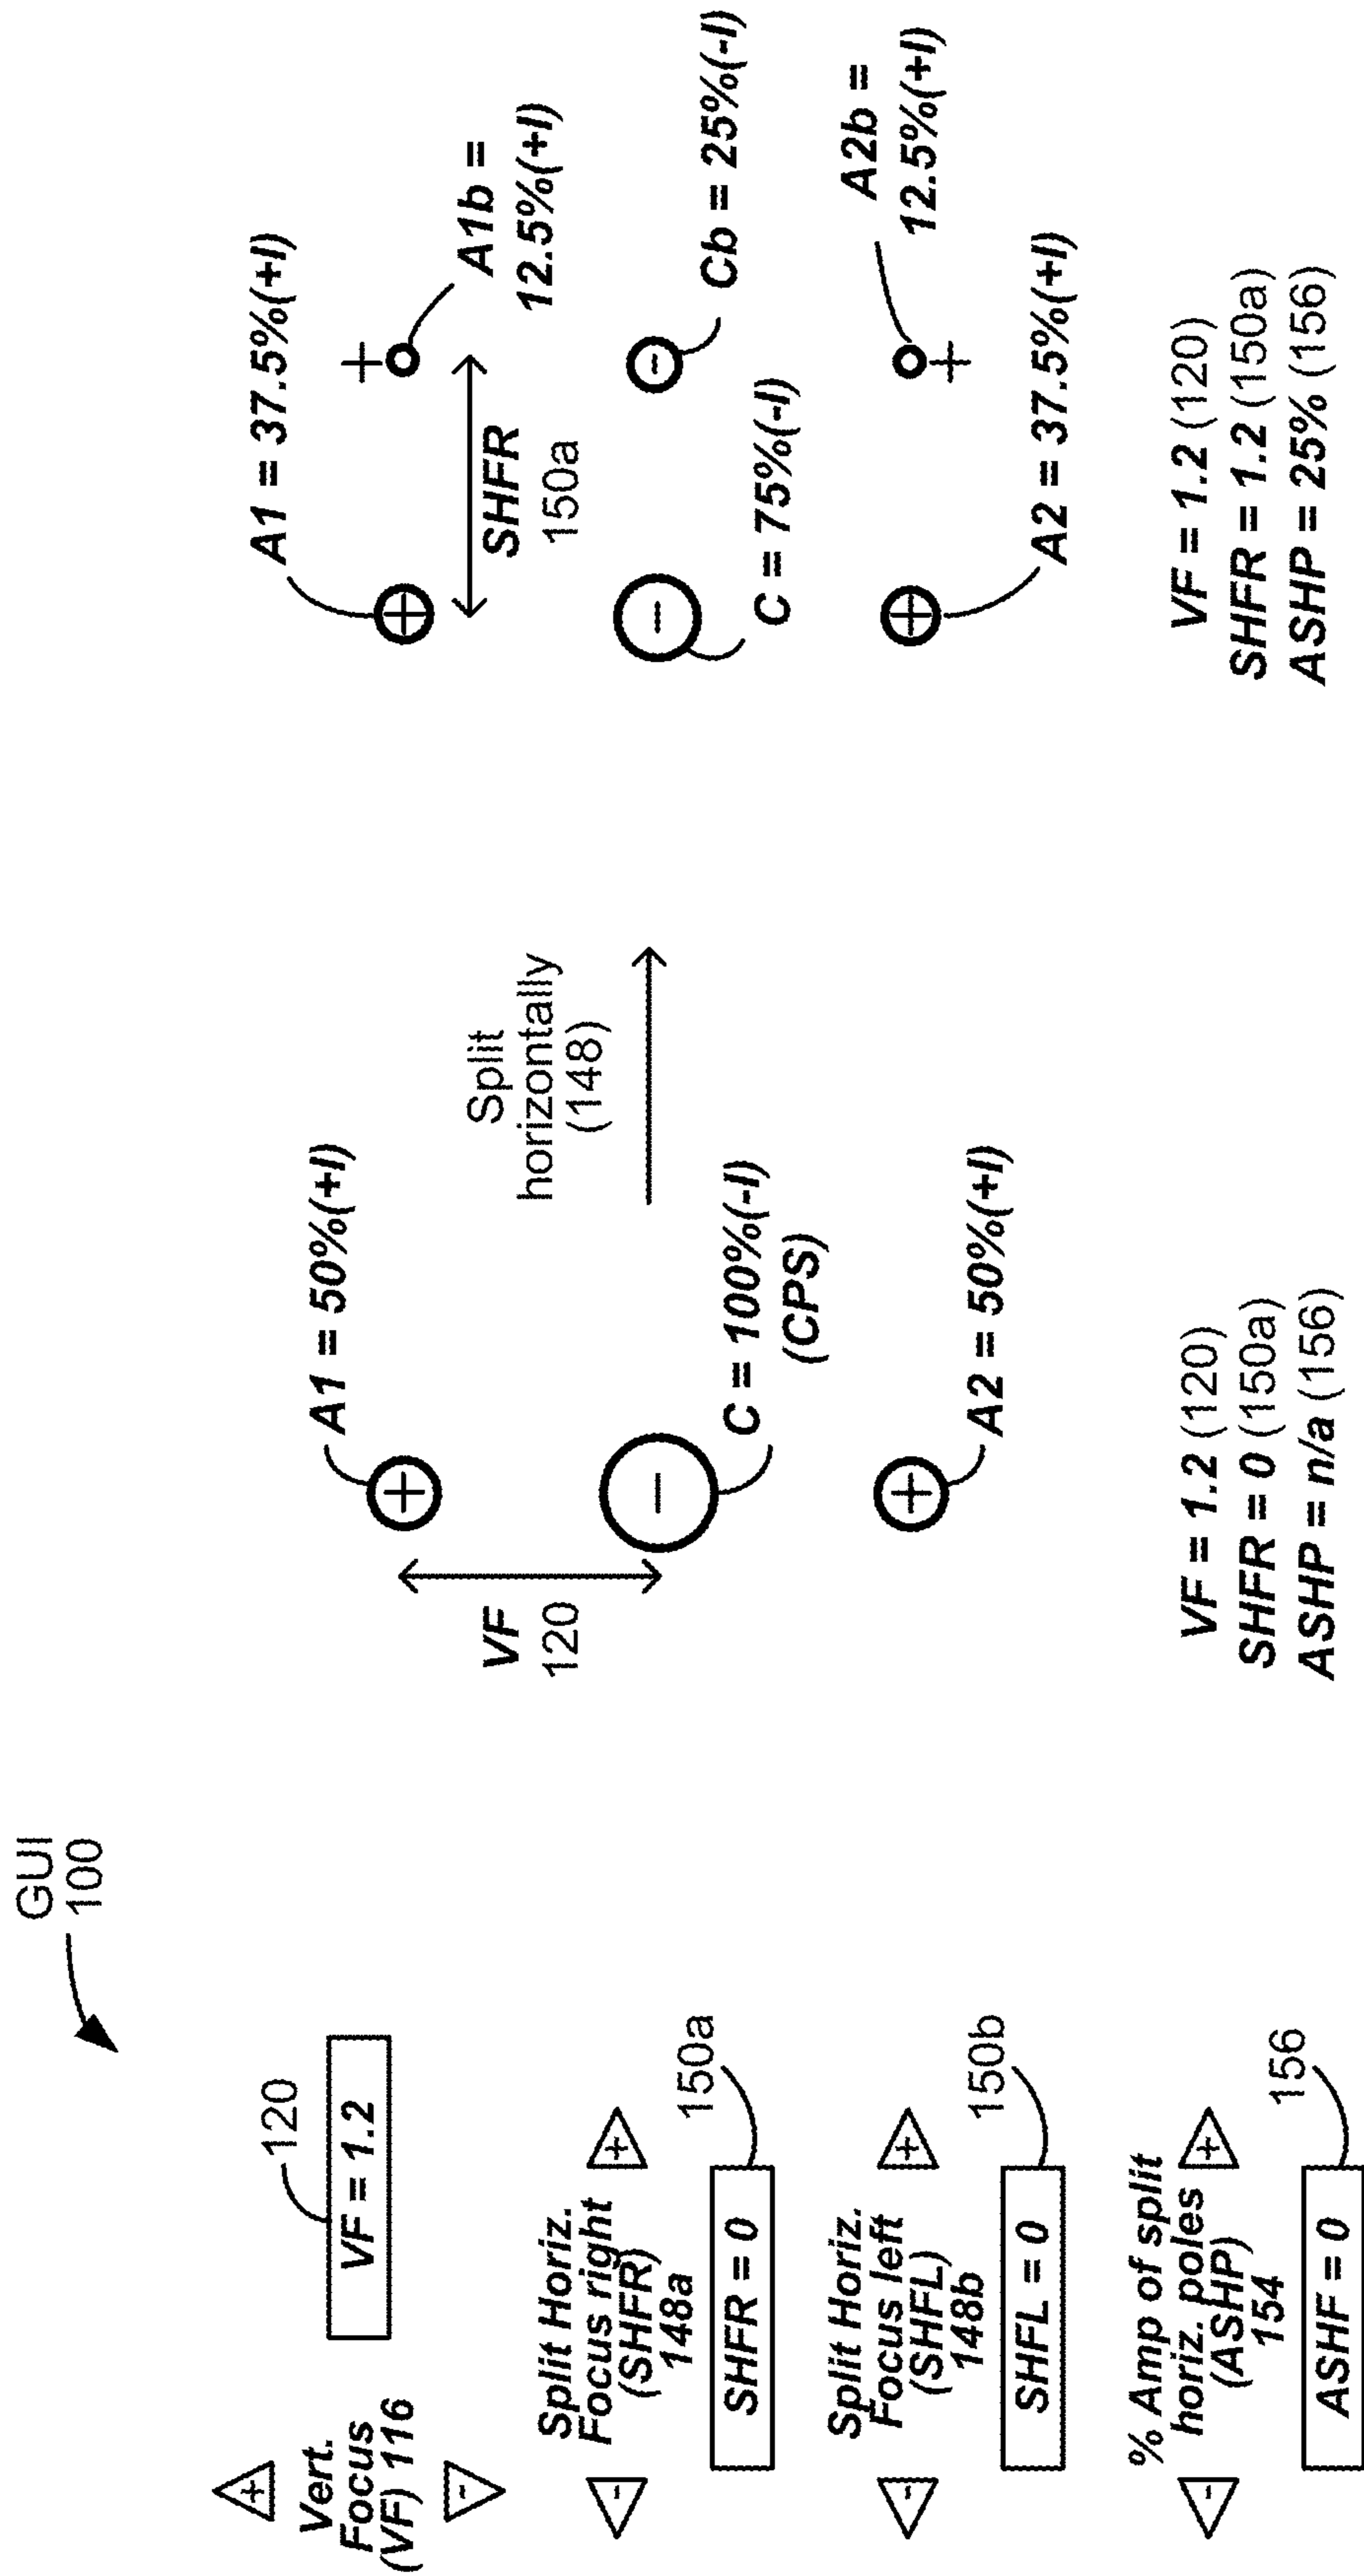 GUI
100
+
Vert.
Focus
(VF) 116
-
120
VF = 1.2
Split Horiz.
Focus right
(SHFR)
148a
-
+
SHFR = 0
150a
Split Horiz.
Focus left
(SHFL)
148b
-
+
SHFL = 0
150b
% Amp of split
horiz. poles
(ASHP)
154
-
+
ASHF = 0
156
VF
120
A1 = 50%(+I)
+
-
C = 100%(-I)
(CPS)
+
A2 = 50%(+I)
VF = 1.2 (120)
SHFR = 0 (150a)
ASHP = n/a (156)
Split
horizontally
(148)
A1 = 37.5%(+I)
+
+
A1b =
12.5%(+I)
SHFR
150a
-
-
Cb = 25%(-I)
C = 75%(-I)
A2b =
12.5%(+I)
+
+
A2 = 37.5%(+I)
VF = 1.2 (120)
SHFR = 1.2 (150a)
ASHP = 25% (156)